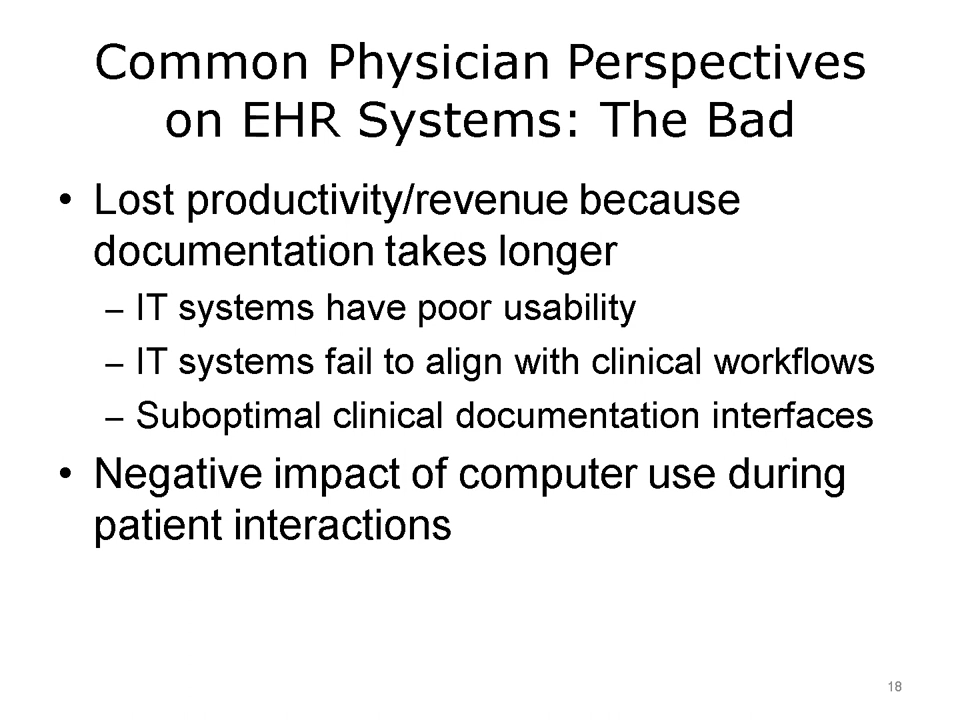 Common Physician Perspectives
on EHR Systems: The Bad
• Lost productivity/revenue because
documentation takes longer
– IT systems have poor usability
– IT systems fail to align with clinical workflows
– Suboptimal clinical documentation interfaces
• Negative impact of computer use during
patient interactions
18